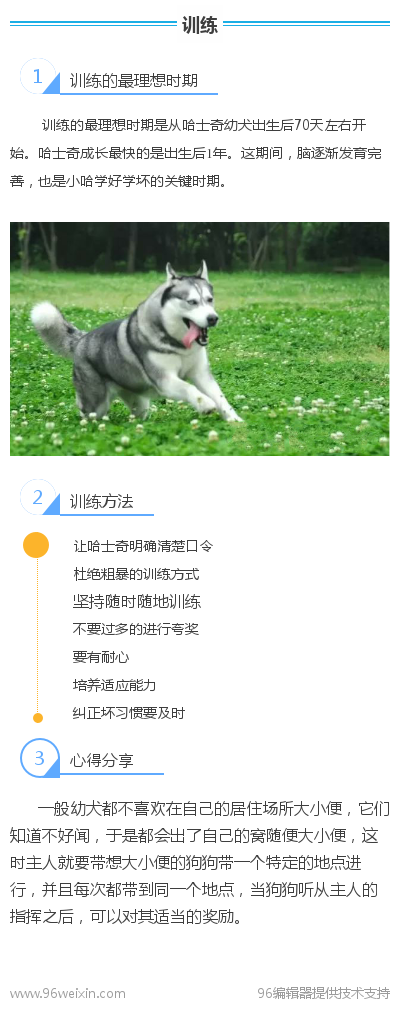 训练
1 训练的最理想时期
训练的最理想时期是从哈士奇幼犬出生后70天左右开
始。哈士奇成长最快的是出生后1年。这期间，脑逐渐发育完
善，也是小哈学好学坏的关键时期。
2 训练方法
让哈士奇明确清楚口令
杜绝粗暴的训练方式
坚持随时随地训练
不要过多的进行夸奖
要有耐心
培养适应能力
纠正坏习惯要及时
3 心得分享
一般幼犬都不喜欢在自己的居住场所大小便，它们
知道不好闻，于是都会出了自己的窝随便大小便，这
时主人就要带想大小便的狗狗带一个特定的地点进
行，并且每次都带到同一个地点，当狗狗听从主人的
指挥之后，可以对其适当的奖励。
www.96weixin.com 96编辑器提供技术支持